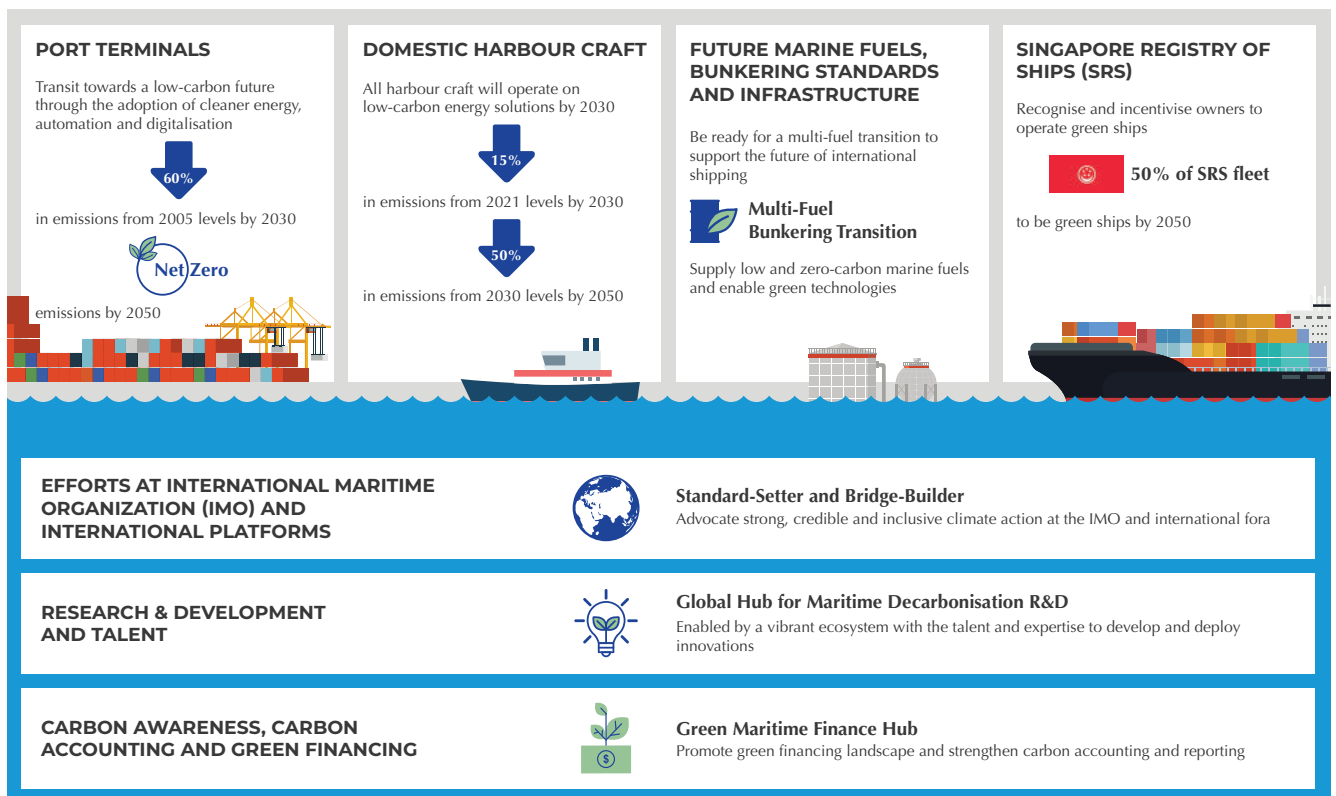 PORT TERMINALS
Transit towards a low-carbon future
through the adoption of cleaner energy,
automation and digitalisation
60%
in emissions from 2005 levels by 2030
Net Zero
emissions by 2050
DOMESTIC HARBOUR CRAFT
All harbour craft will operate on
low-carbon energy solutions by 2030
15%
in emissions from 2021 levels by 2030
50%
in emissions from 2030 levels by 2050
FUTURE MARINE FUELS,
BUNKERING STANDARDS
AND INFRASTRUCTURE
Be ready for a multi-fuel transition to
support the future of international
shipping
Multi-Fuel
Bunkering Transition
Supply low and zero-carbon marine fuels
and enable green technologies
SINGAPORE REGISTRY OF
SHIPS (SRS)
Recognise and incentivise owners to
operate green ships
50% of SRS fleet
to be green ships by 2050
EFFORTS AT INTERNATIONAL MARITIME
ORGANIZATION (IMO) AND
INTERNATIONAL PLATFORMS
Standard-Setter and Bridge-Builder
Advocate strong, credible and inclusive climate action at the IMO and international fora
RESEARCH & DEVELOPMENT
AND TALENT
Global Hub for Maritime Decarbonisation R&D
Enabled by a vibrant ecosystem with the talent and expertise to develop and deploy
innovations
CARBON AWARENESS, CARBON
ACCOUNTING AND GREEN FINANCING
$
Green Maritime Finance Hub
Promote green financing landscape and strengthen carbon accounting and reporting